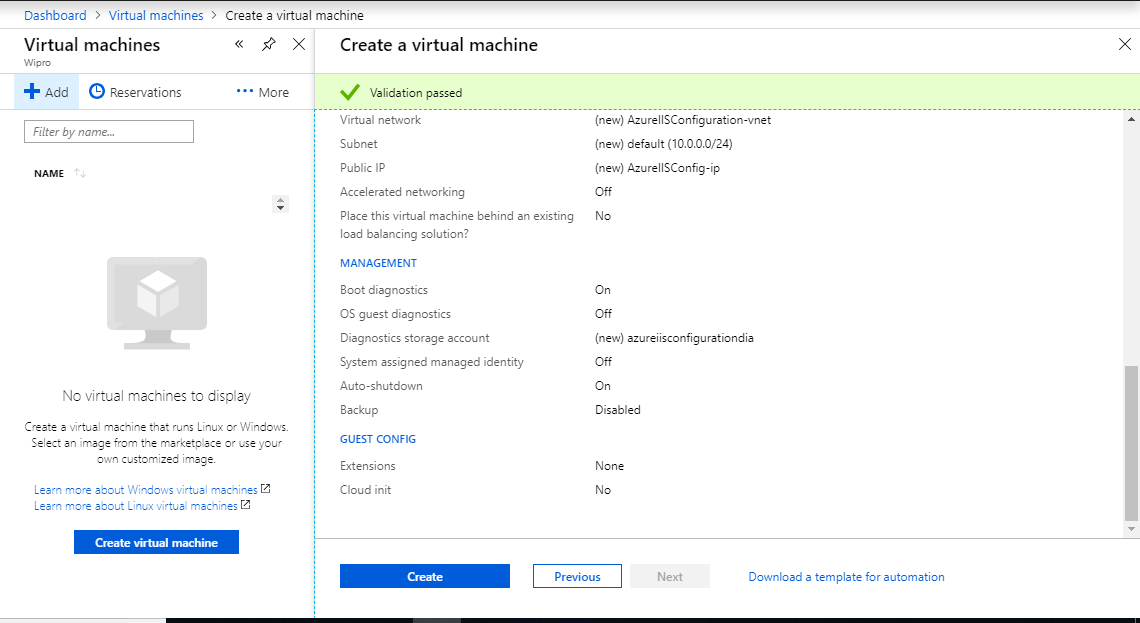 Dashboard > Virtual machines > Create a virtual machine
Virtual machines
Wipro
Add Reservations ••• More
Filter by name...
NAME
No virtual machines to display
Create a virtual machine that runs Linux or Windows.
Select an image from the marketplace or use your
own customized image.
Learn more about Windows virtual machines
Learn more about Linux virtual machines
Create virtual machine
Create a virtual machine
Validation passed
Virtual network (new) AzureIISConfiguration-vnet
Subnet (new) default (10.0.0.0/24)
Public IP (new) AzureIISConfig-ip
Accelerated networking Off
Place this virtual machine behind an existing No
load balancing solution?
MANAGEMENT
Boot diagnostics On
OS guest diagnostics Off
Diagnostics storage account (new) azureiisconfigurationdia
System assigned managed identity Off
Auto-shutdown On
Backup Disabled
GUEST CONFIG
Extensions None
Cloud init No
Create Previous Next Download a template for automation